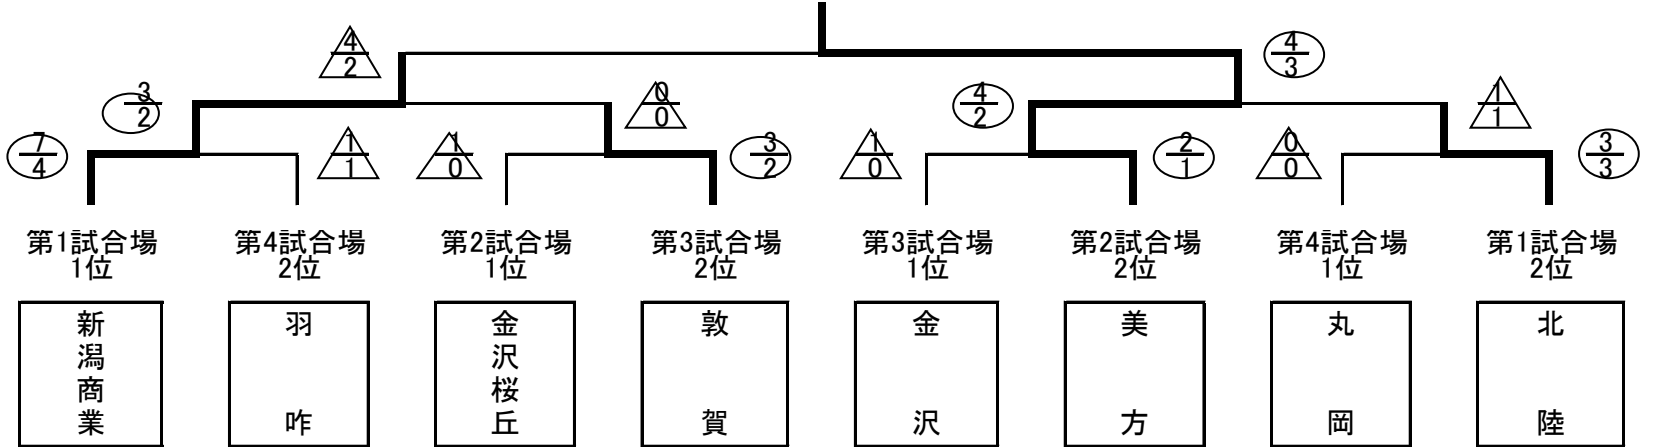 4
2
4
3
3
2
0
0
4
2
1
1
7
4
1
1
1
0
3
2
1
0
2
1
0
0
3
3
第1試合場
1位
第4試合場
2位
第2試合場
1位
第3試合場
2位
第3試合場
1位
第2試合場
2位
第4試合場
1位
第1試合場
2位
新潟商業
羽咋
金沢桜丘
敦賀
金沢
美方
丸岡
北陸